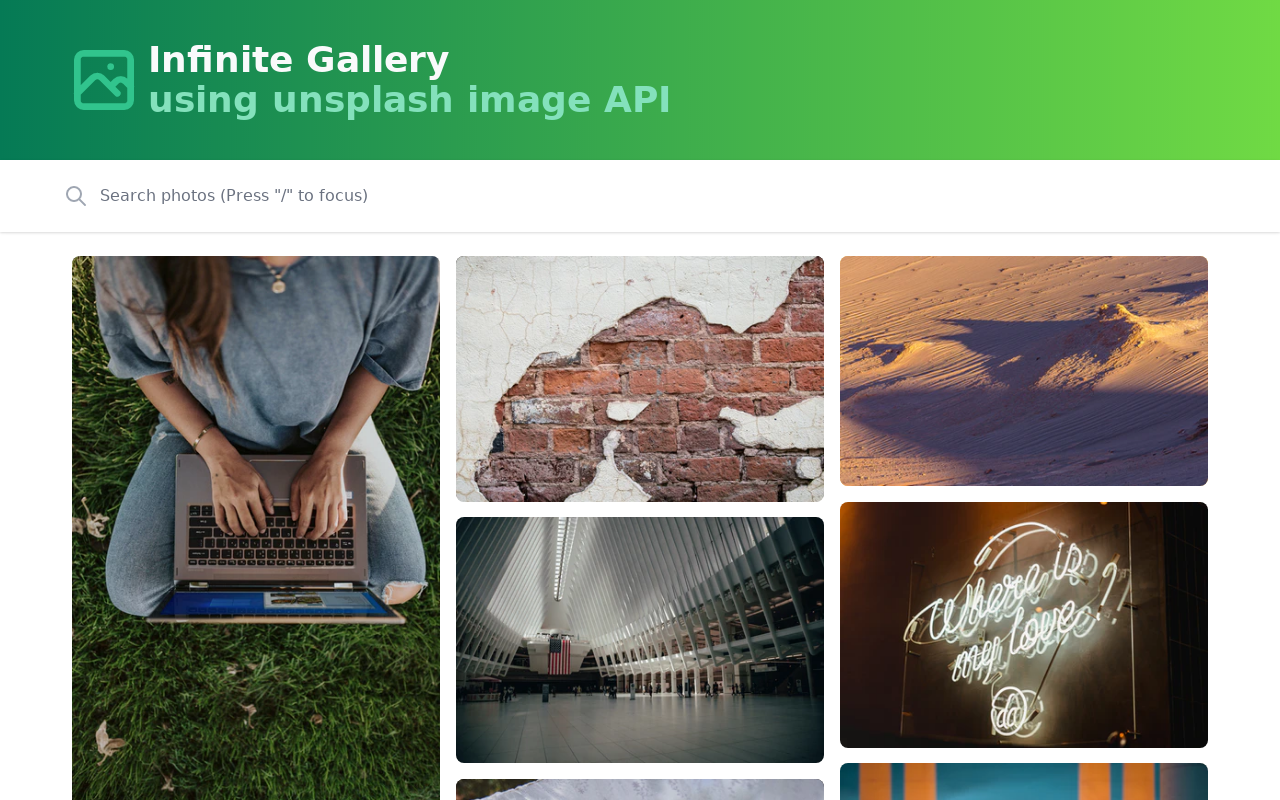 Infinite Gallery
using unsplash image API
Search photos (Press "/" to focus)
Where is
my love?!